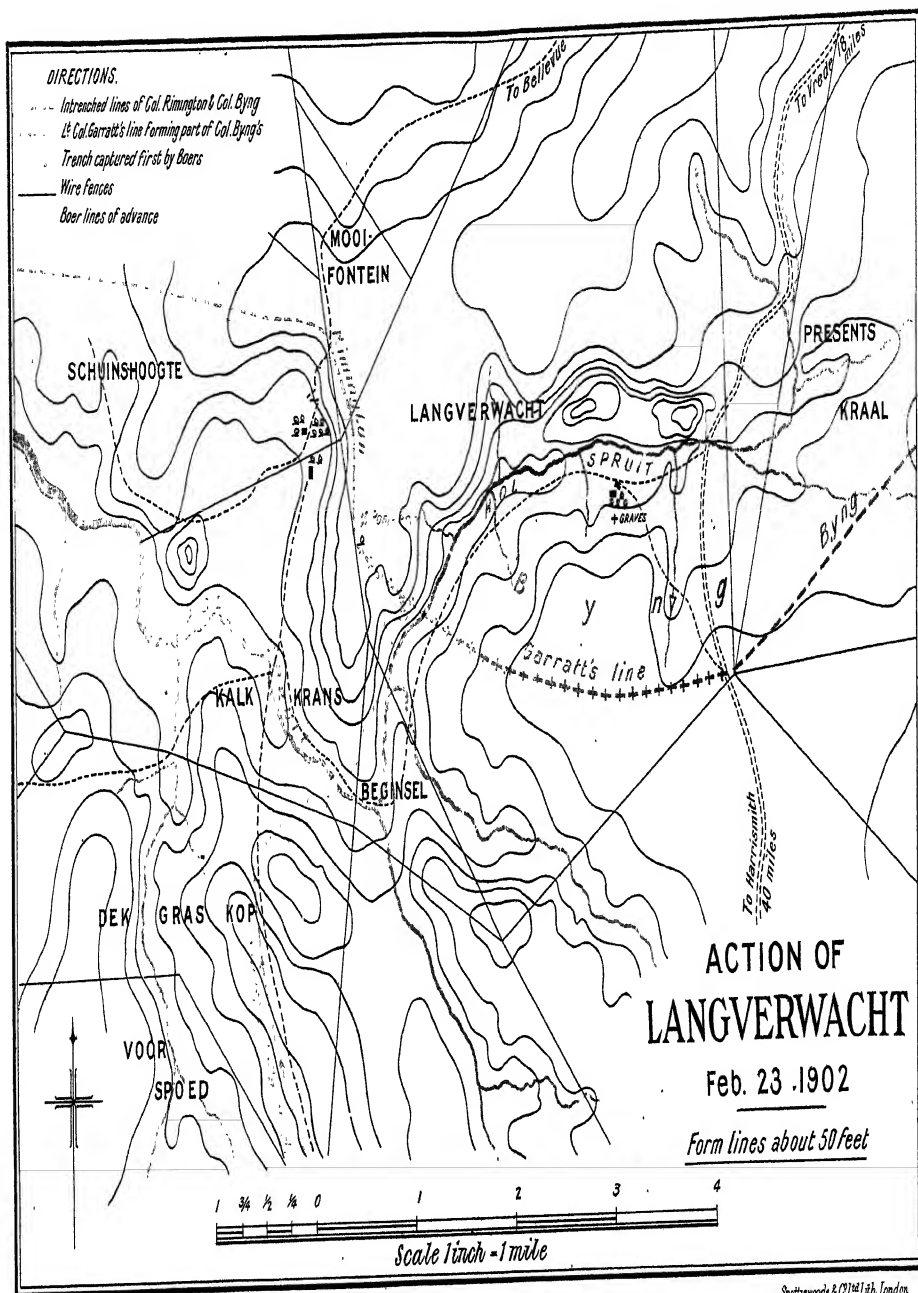 DIRECTIONS.
Intrenched lines of Col. Rimington & Col. Byng
Lt Col. Garratt's line forming part of Col. Byng's
Trench captured first by Boers
Wire fences
Boer lines of advance
To Bellevue
To Vrede 18 miles
MOOI-
FONTEIN
PRESENTS
KRAAL
SCHUINSHOOGTE
LANGVERWACHT
HOL SPRUIT
GRAVES
Byng
B y n g
Garratt's line
KALK KRANS
BEGINSEL
To Harrismith
40 miles
DEK GRAS KOP
VOOR
SPOED
ACTION OF
LANGVERWACHT
Feb. 23. 1902
Form lines about 50 feet
1 ¾ ½ ¼ 0 1 2 3 4
Scale 1 inch = 1 mile
Spottiswoode & Co. Ltd. Lith. London